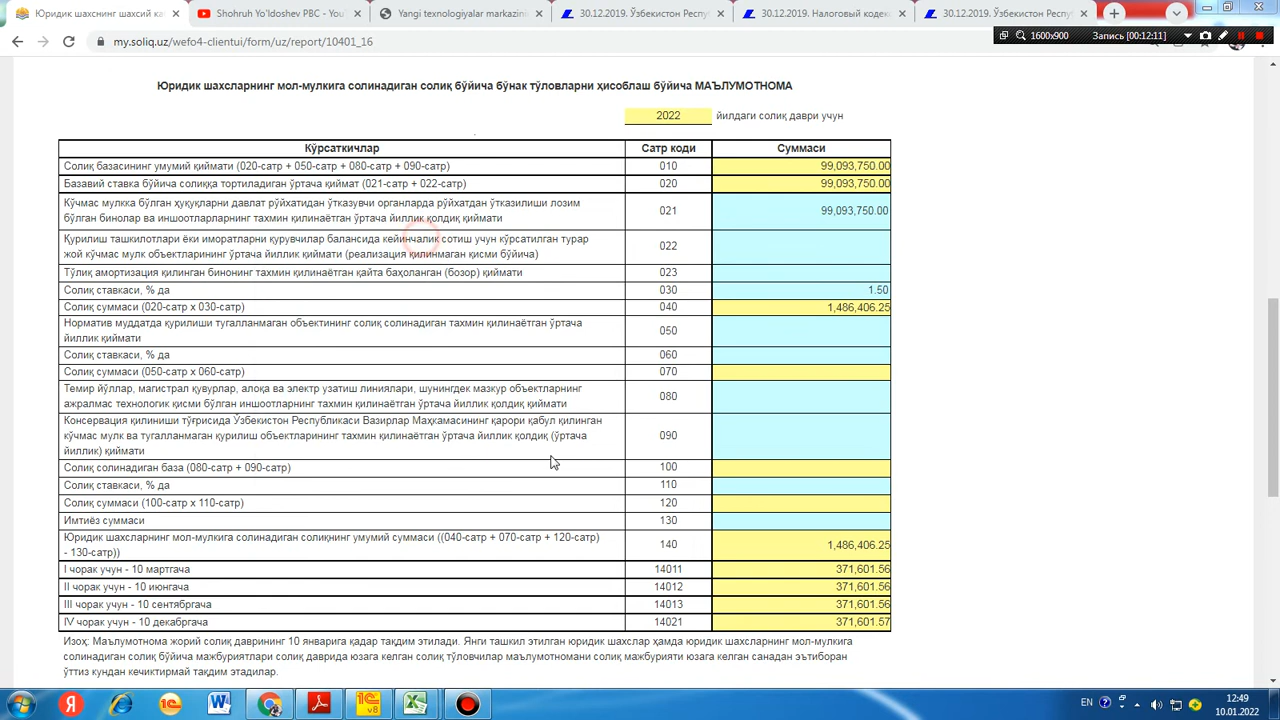 Юридик шахснинг шахсий каб
Shohruh Yo'ldoshev PBC - YouT
Yangi texnologiyalar markazining
30.12.2019. Ўзбекистон Республ
30.12.2019. Налоговый кодекс
30.12.2019. Ўзбекистон Респуб
my.soliq.uz/wefo4-clientui/form/uz/report/10401_16
1600x900
Запись [00:12:11]
Юридик шахсларнинг мол-мулкига солинадиган солиқ бўйича бўнак тўловларни ҳисоблаш бўйича МАЪЛУМОТНОМА
2022 йилдаги солиқ даври учун
Кўрсаткичлар Сатр коди Суммаси
Солиқ базасининг умумий қиймати (020-сатр + 050-сатр + 080-сатр + 090-сатр) 010 99,093,750.00
Базавий ставка бўйича солиққа тортиладиган ўртача қиймат (021-сатр + 022-сатр) 020 99,093,750.00
Кўчмас мулкка бўлган ҳуқуқларни давлат рўйхатидан ўтказувчи органларда рўйхатдан ўтказилиши лозим
бўлган бинолар ва иншоотларларнинг тахмин қилинаётган ўртача йиллик қолдиқ қиймати 021 99,093,750.00
Қурилиш ташкилотлари ёки иморатларни қурувчилар балансида кейинчалик сотиш учун кўрсатилган турар
жой кўчмас мулк объектларининг ўртача йиллик қиймати (реализация қилинмаган қисми бўйича) 022
Тўлиқ амортизация қилинган бинонинг тахмин қилинаётган қайта баҳоланган (бозор) қиймати 023
Солиқ ставкаси, % да 030 1.50
Солиқ суммаси (020-сатр х 030-сатр) 040 1,486,406.25
Норматив муддатда қурилиши тугалланмаган объектининг солиқ солинадиган тахмин қилинаётган ўртача
йиллик қиймати 050
Солиқ ставкаси, % да 060
Солиқ суммаси (050-сатр х 060-сатр) 070
Темир йўллар, магистрал қувурлар, алоқа ва электр узатиш линиялари, шунингдек мазкур объектларнинг
ажралмас технологик қисми бўлган иншоотларнинг тахмин қилинаётган ўртача йиллик қолдиқ қиймати 080
Консервация қилиниши тўғрисида Ўзбекистон Республикаси Вазирлар Маҳкамасининг қарори қабул қилинган
кўчмас мулк ва тугалланмаган қурилиш объектларининг тахмин қилинаётган ўртача йиллик қолдиқ (ўртача
йиллик) қиймати 090
Солиқ солинадиган база (080-сатр + 090-сатр) 100
Солиқ ставкаси, % да 110
Солиқ суммаси (100-сатр х 110-сатр) 120
Имтиёз суммаси 130
Юридик шахсларнинг мол-мулкига солинадиган солиқнинг умумий суммаси ((040-сатр + 070-сатр + 120-сатр)
- 130-сатр)) 140 1,486,406.25
I чорак учун - 10 мартгача 14011 371,601.56
II чорак учун - 10 июнгача 14012 371,601.56
III чорак учун - 10 сентябргача 14013 371,601.56
IV чорак учун - 10 декабргача 14021 371,601.57
Изоҳ: Маълумотнома жорий солиқ даврининг 10 январига қадар тақдим этилади. Янги ташкил этилган юридик шахслар ҳамда юридик шахсларнинг мол-мулкига
солинадиган солиқ бўйича мажбуриятлари солиқ даврида юзага келган солиқ тўловчилар маълумотномани солиқ мажбурияти юзага келган санадан эътиборан
ўттиз кундан кечиктирмай тақдим этадилар.
EN
12:49
10.01.2022